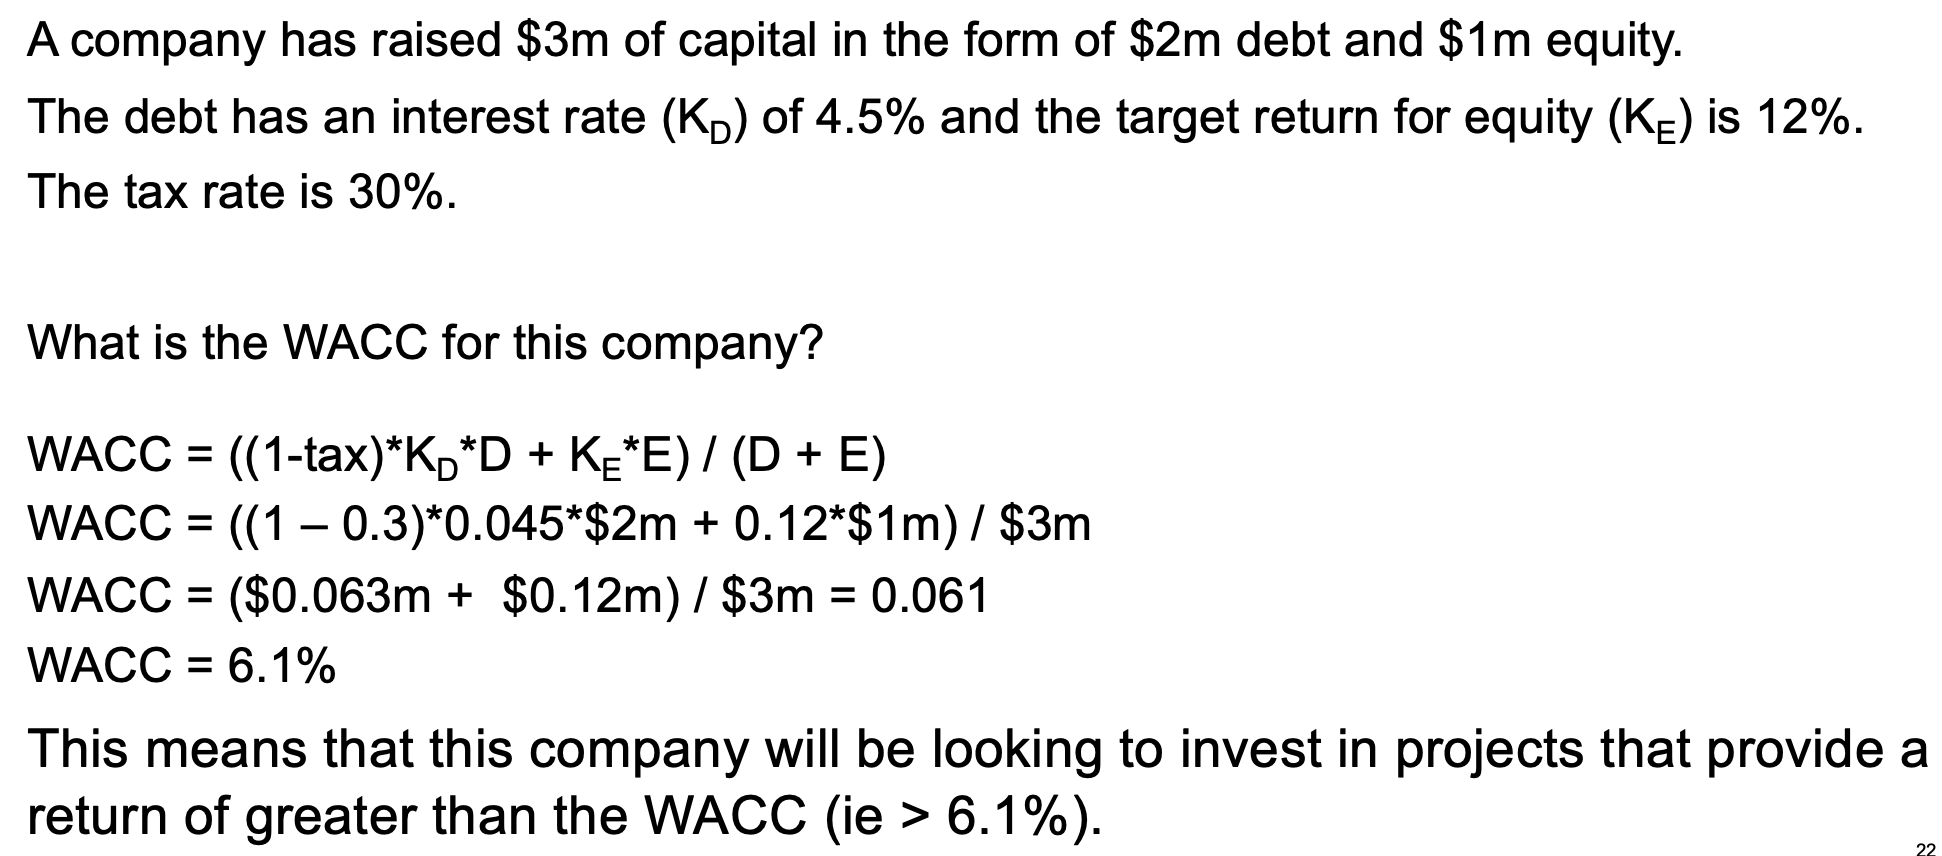 A company has raised $3m of capital in the form of $2m debt and $1m equity.
The debt has an interest rate (K_D) of 4.5% and the target return for equity (K_E) is 12%.
The tax rate is 30%.
What is the WACC for this company?
WACC = ((1-tax)*K_D*D + K_E*E) / (D + E)
WACC = ((1 – 0.3)*0.045*$2m + 0.12*$1m) / $3m
WACC = ($0.063m +  $0.12m) / $3m = 0.061
WACC = 6.1%
This means that this company will be looking to invest in projects that provide a
return of greater than the WACC (ie > 6.1%).
22